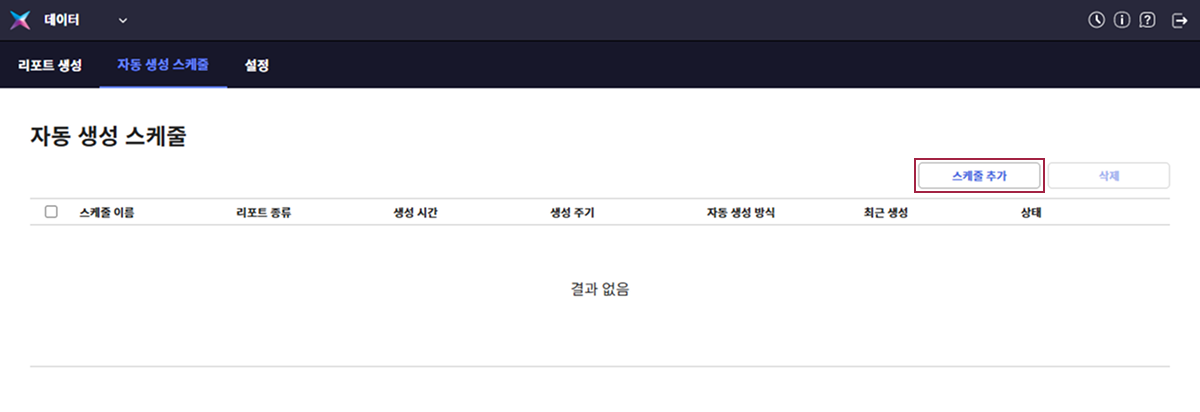 데이터
리포트 생성 자동 생성 스케줄 설정
자동 생성 스케줄
스케줄 추가 삭제
스케줄 이름 리포트 종류 생성 시간 생성 주기 자동 생성 방식 최근 생성 상태
결과 없음